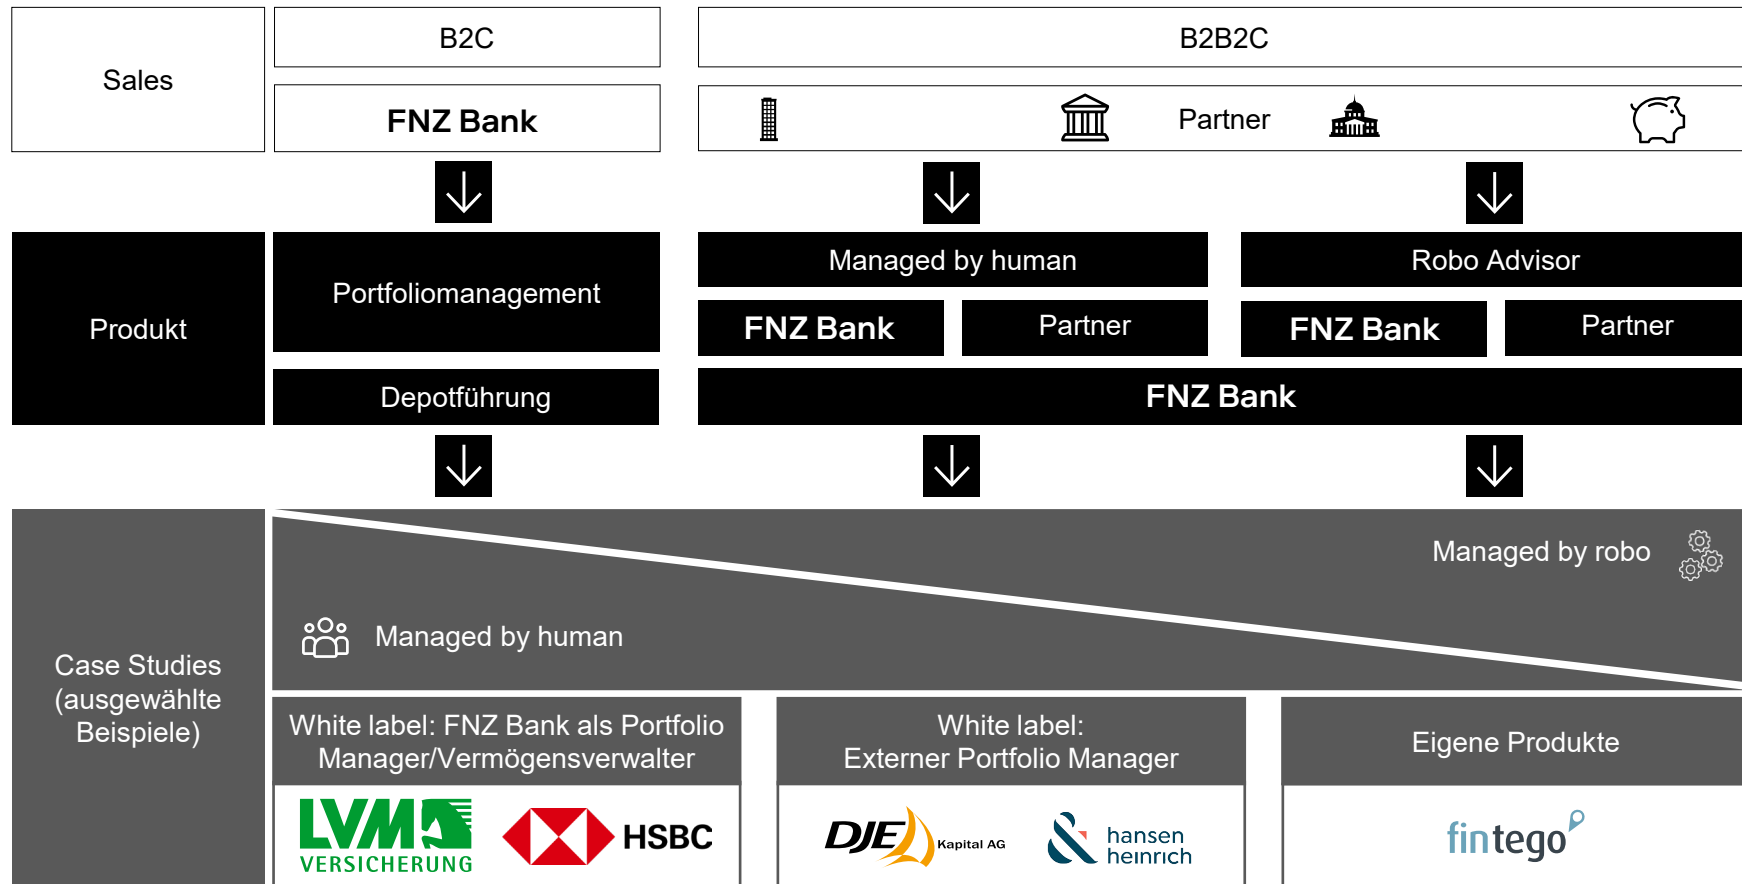 Sales
B2C
B2B2C
FNZ Bank
Partner
Produkt
Portfoliomanagement
Depotführung
Managed by human
Robo Advisor
FNZ Bank
Partner
FNZ Bank
Partner
FNZ Bank
Case Studies
(ausgewählte
Beispiele)
Managed by robo
Managed by human
White label: FNZ Bank als Portfolio
Manager/Vermögensverwalter
White label:
Externer Portfolio Manager
Eigene Produkte
LVM
VERSICHERUNG
HSBC
DJE Kapital AG
& hansen
heinrich
fintego